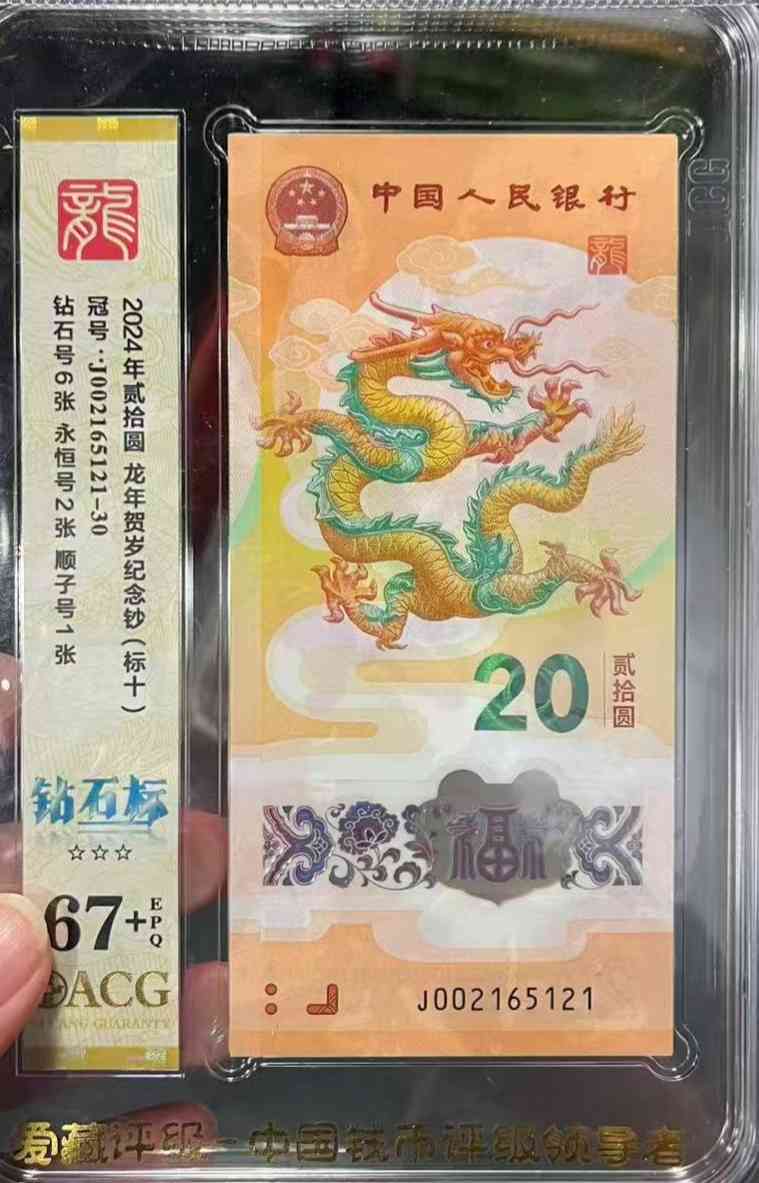 龍
2024年贰拾圆 龙年贺岁纪念钞(标十)
冠号:J002165121-30
钻石号6张 永恒号2张 顺子号1张
钻石标
☆☆☆
67+
EPQ
ACG
GUARANTY
中国人民银行
龍
20
贰拾圆
福
J002165121
爱藏评级-中国钱币评级领导者